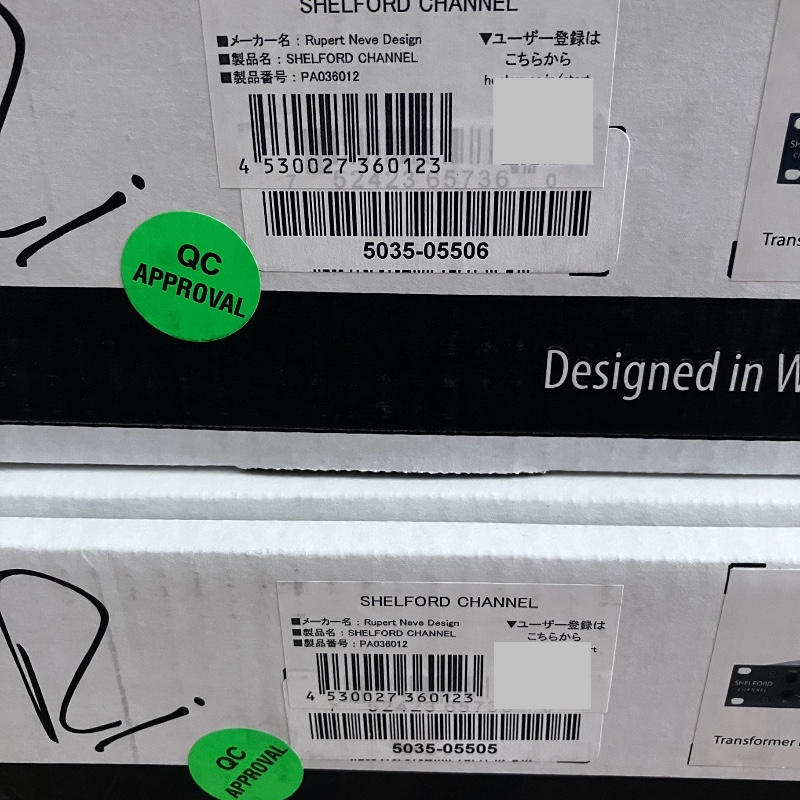 SHELFORD CHANNEL
■メーカー名：Rupert Neve Design
■製品名：SHELFORD CHANNEL
■製品番号：PA036012
▼ユーザー登録は
こちらから
4 530027 360123
7 52423 65736 0
5035-05506
QC
APPROVAL
Designed in W
Trans
SHELFORD CHANNEL
■メーカー名：Rupert Neve Design
■製品名：SHELFORD CHANNEL
■製品番号：PA036012
▼ユーザー登録は
こちらから
4 530027 360123
5035-05505
QC
APPROVAL
SHELFORD
CHANNEL
Transformer